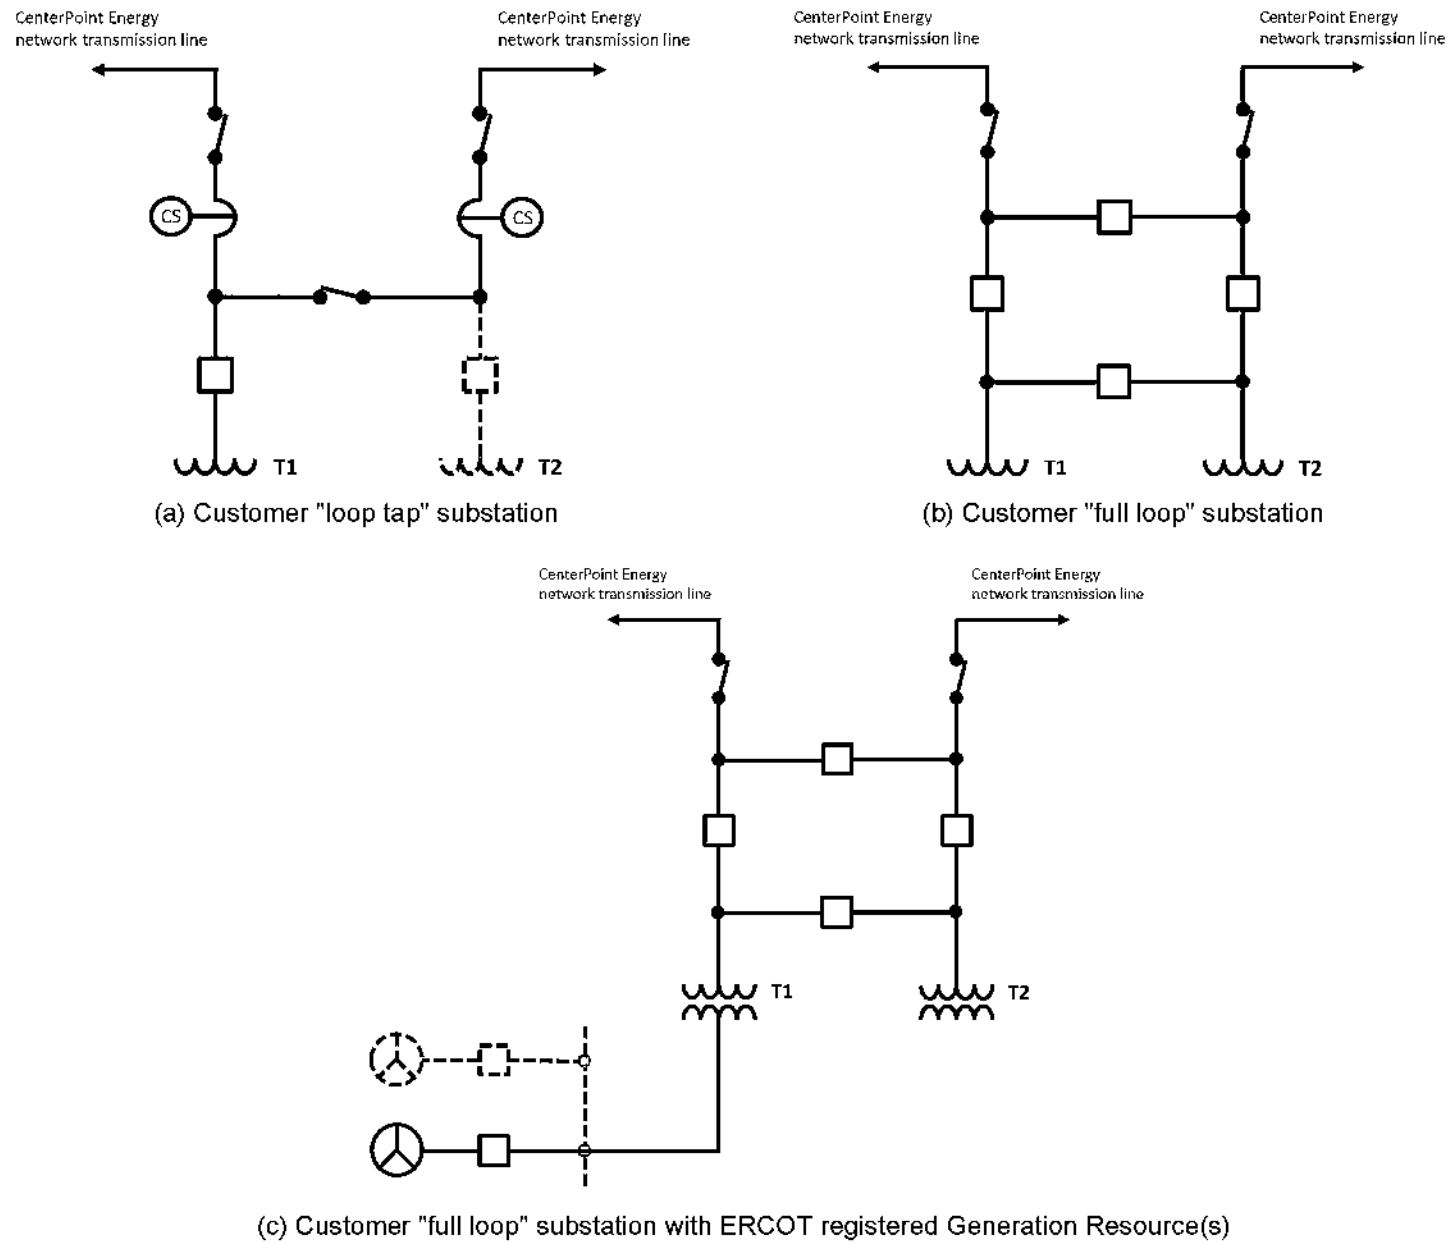 CenterPoint Energy
network transmission line
CenterPoint Energy
network transmission line
CS
CS
T1
T2
(a) Customer "loop tap" substation
CenterPoint Energy
network transmission line
CenterPoint Energy
network transmission line
T1
T2
(b) Customer "full loop" substation
CenterPoint Energy
network transmission line
CenterPoint Energy
network transmission line
T1
T2
(c) Customer "full loop" substation with ERCOT registered Generation Resource(s)